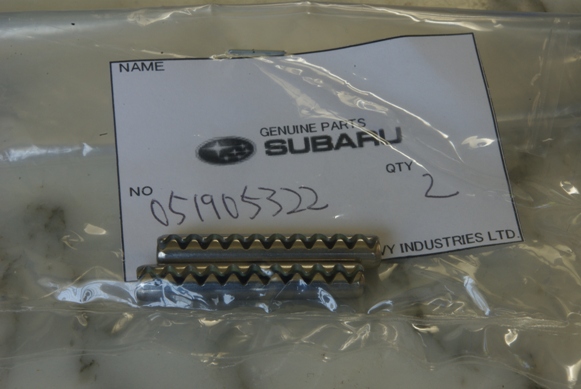 NAME
GENUINE PARTS
SUBARU
QTY 2
NO 051905322
INDUSTRIES LTD